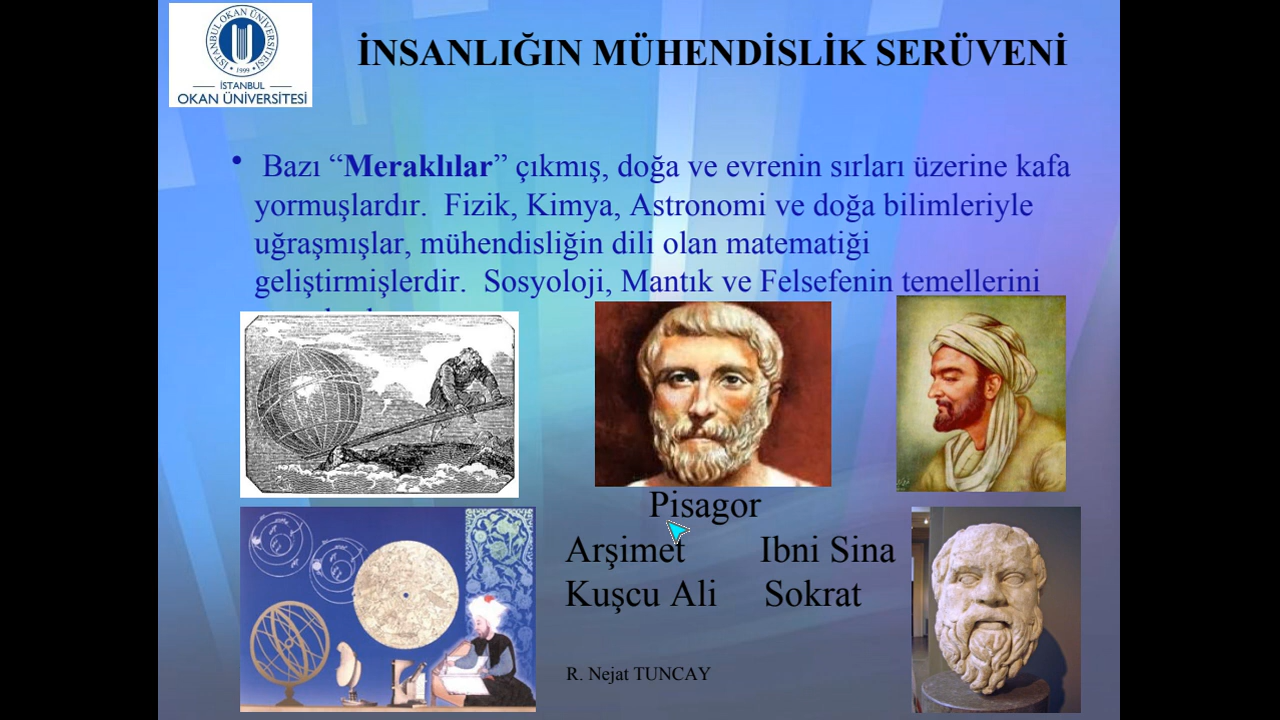 İSTANBUL OKAN ÜNİVERSİTESİ
1999
İSTANBUL
OKAN ÜNİVERSİTESİ
İNSANLIĞIN MÜHENDİSLİK SERÜVENİ
• Bazı “Meraklılar” çıkmış, doğa ve evrenin sırları üzerine kafa
yormuşlardır. Fizik, Kimya, Astronomi ve doğa bilimleriyle
uğraşmışlar, mühendisliğin dili olan matematiği
geliştirmişlerdir. Sosyoloji, Mantık ve Felsefenin temellerini
Pisagor
Arşimet Ibni Sina
Kuşcu Ali Sokrat
R. Nejat TUNCAY